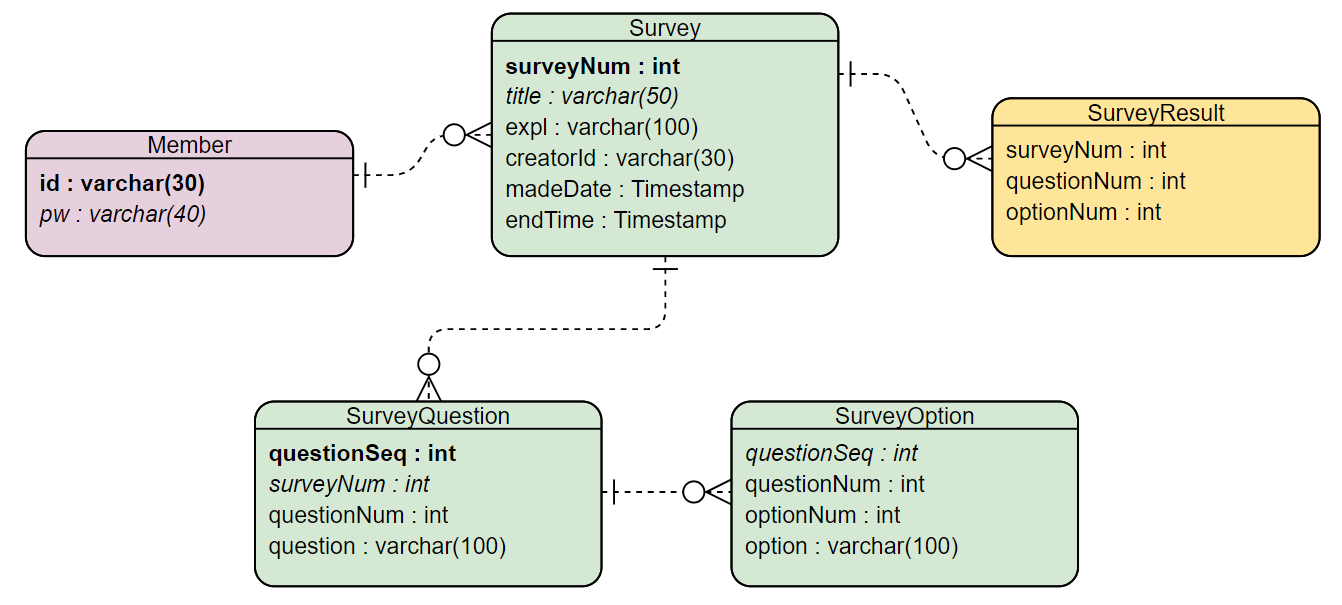 Survey
surveyNum : int
title : varchar(50)
expl : varchar(100)
creatorId : varchar(30)
madeDate : Timestamp
endTime : Timestamp
Member
id : varchar(30)
pw : varchar(40)
SurveyResult
surveyNum : int
questionNum : int
optionNum : int
SurveyQuestion
questionSeq : int
surveyNum : int
questionNum : int
question : varchar(100)
SurveyOption
questionSeq : int
questionNum : int
optionNum : int
option : varchar(100)